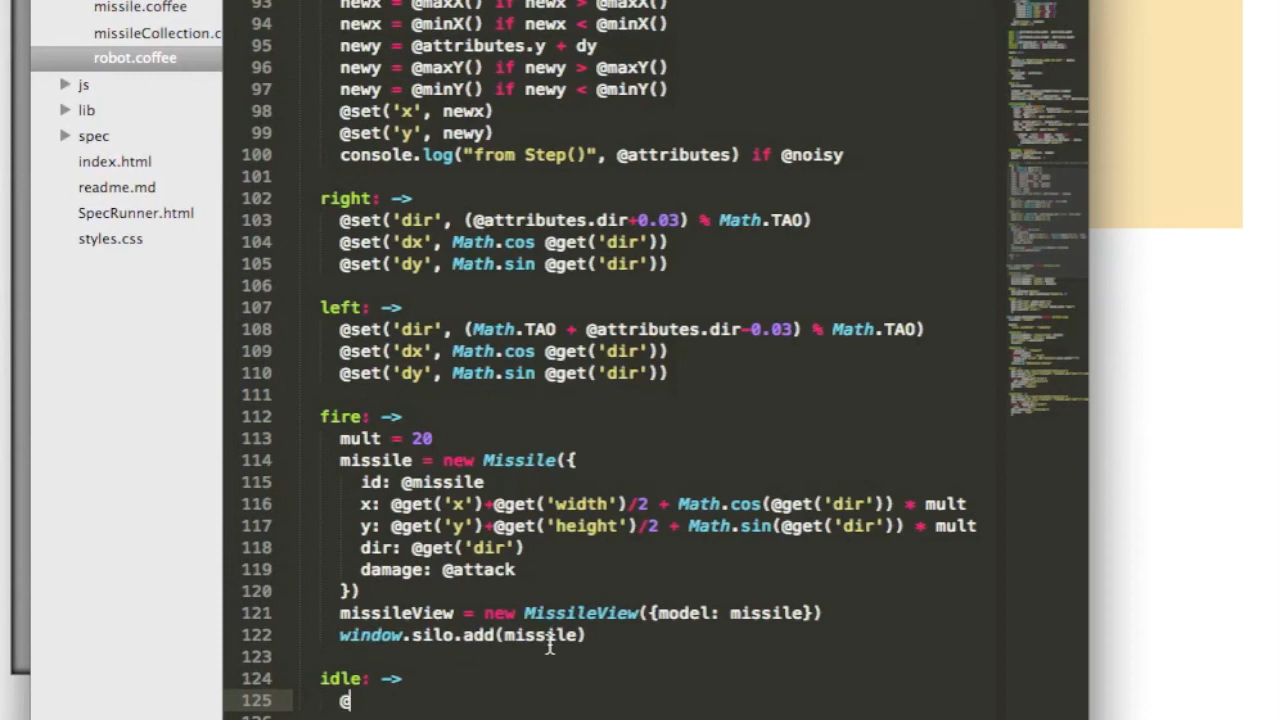 missile.coffee
missileCollection.c
robot.coffee
js
lib
spec
index.html
readme.md
SpecRunner.html
styles.css
93 newx = @maxX() if newx > @maxX()
94 newx = @minX() if newx < @minX()
95 newy = @attributes.y + dy
96 newy = @maxY() if newy > @maxY()
97 newy = @minY() if newy < @minY()
98 @set('x', newx)
99 @set('y', newy)
100 console.log("from Step()", @attributes) if @noisy
101
102 right: ->
103 @set('dir', (@attributes.dir+0.03) % Math.TAO)
104 @set('dx', Math.cos @get('dir'))
105 @set('dy', Math.sin @get('dir'))
106
107 left: ->
108 @set('dir', (Math.TAO + @attributes.dir-0.03) % Math.TAO)
109 @set('dx', Math.cos @get('dir'))
110 @set('dy', Math.sin @get('dir'))
111
112 fire: ->
113 mult = 20
114 missile = new Missile({
115 id: @missile
116 x: @get('x')+@get('width')/2 + Math.cos(@get('dir')) * mult
117 y: @get('y')+@get('height')/2 + Math.sin(@get('dir')) * mult
118 dir: @get('dir')
119 damage: @attack
120 })
121 missileView = new MissileView({model: missile})
122 window.silo.add(missile)
123
124 idle: ->
125 @